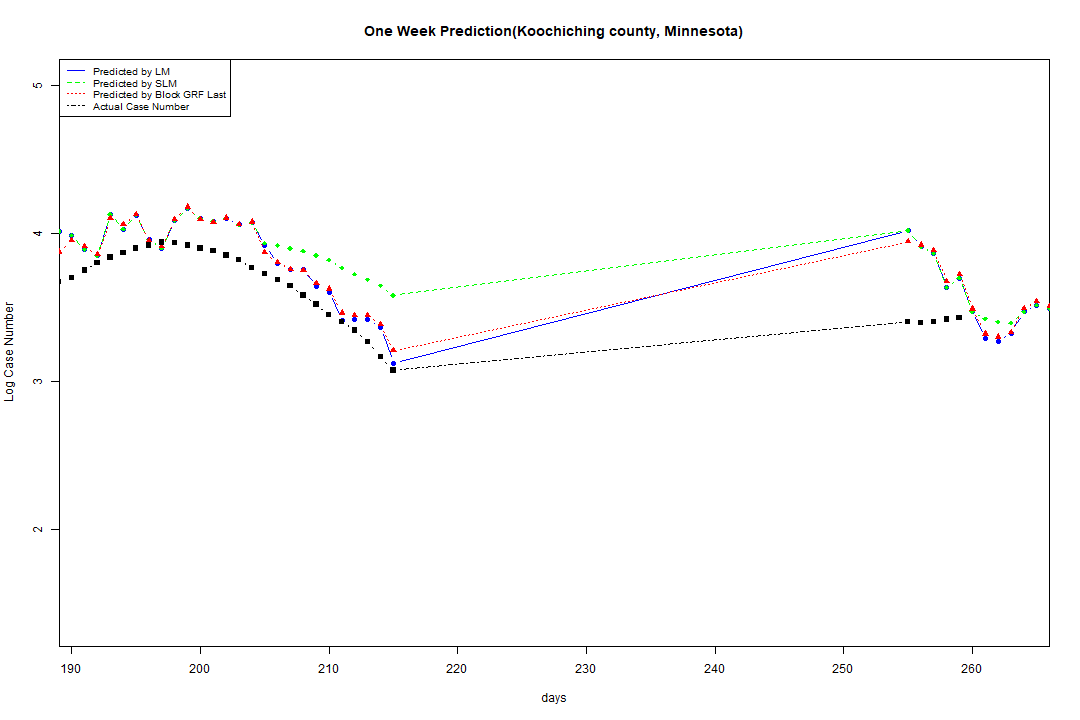 One Week Prediction(Koochiching county, Minnesota)
Predicted by LM
Predicted by SLM
Predicted by Block GRF Last
Actual Case Number
5
4
3
2
Log Case Number
190 200 210 220 230 240 250 260
days